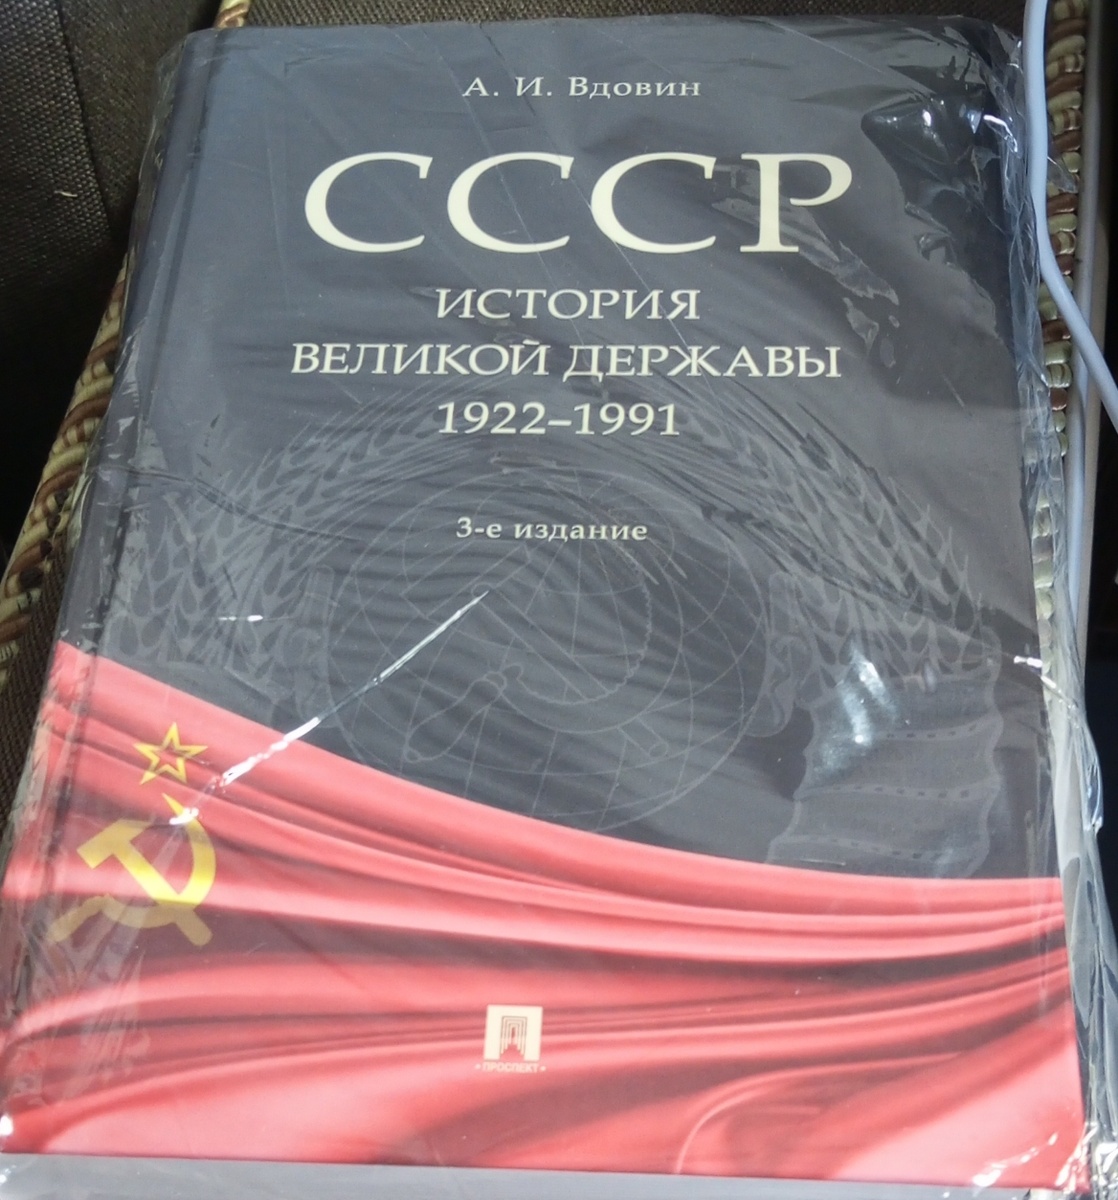 А. И. Вдовин
СССР
ИСТОРИЯ
ВЕЛИКОЙ ДЕРЖАВЫ
1922–1991
3-е издание
• ПРОСПЕКТ •